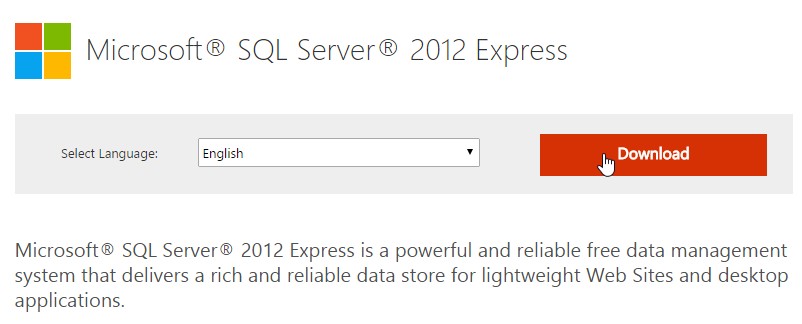 Microsoft® SQL Server® 2012 Express
Select Language:
English
Download
Microsoft® SQL Server® 2012 Express is a powerful and reliable free data management
system that delivers a rich and reliable data store for lightweight Web Sites and desktop
applications.